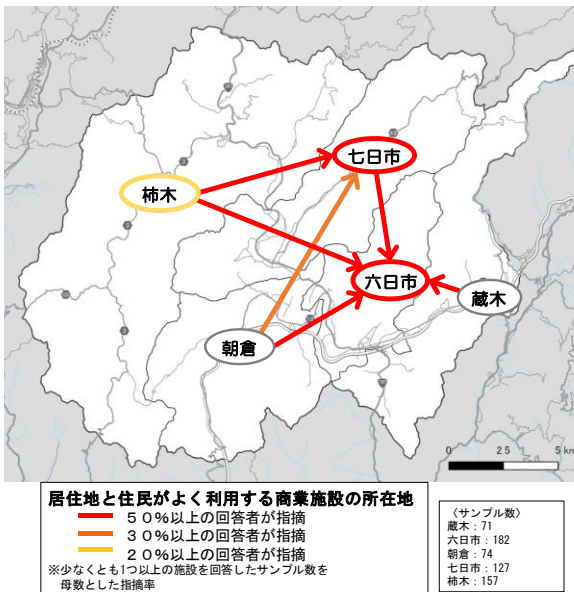 七日市
柿木
六日市
蔵木
朝倉
0 2.5 5 km
居住地と住民がよく利用する商業施設の所在地
５０％以上の回答者が指摘
３０％以上の回答者が指摘
２０％以上の回答者が指摘
※少なくとも1つ以上の施設を回答したサンプル数を
母数とした指摘率
〈サンプル数〉
蔵木：71
六日市：182
朝倉：74
七日市：127
柿木：157